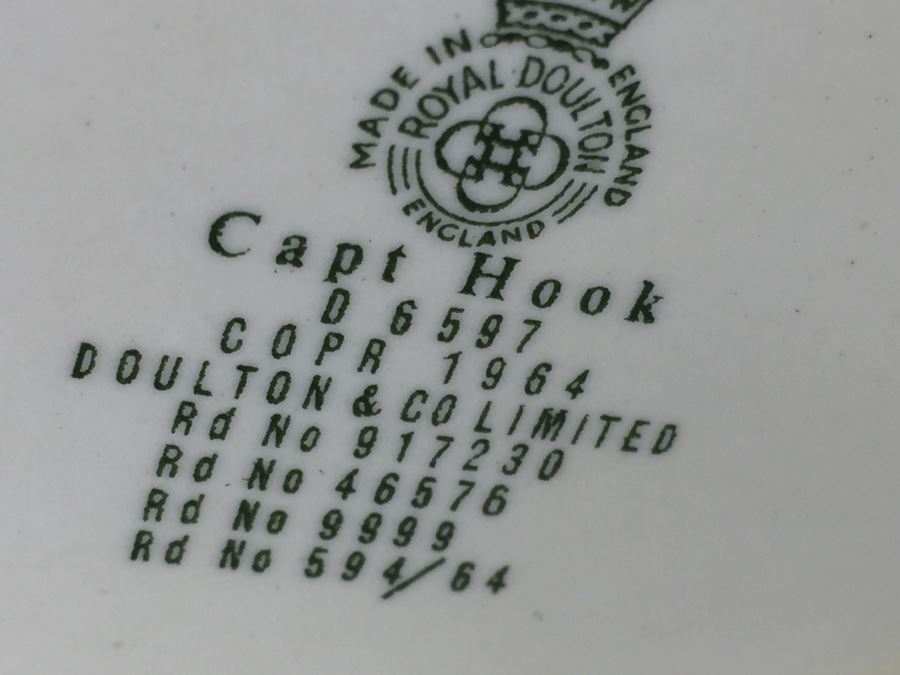 MADE IN ENGLAND
ROYAL DOULTON
ENGLAND
Capt Hook
D 6597
COPR 1964
DOULTON & CO LIMITED
Rd No 917230
Rd No 46576
Rd No 9999
Rd No 594/64